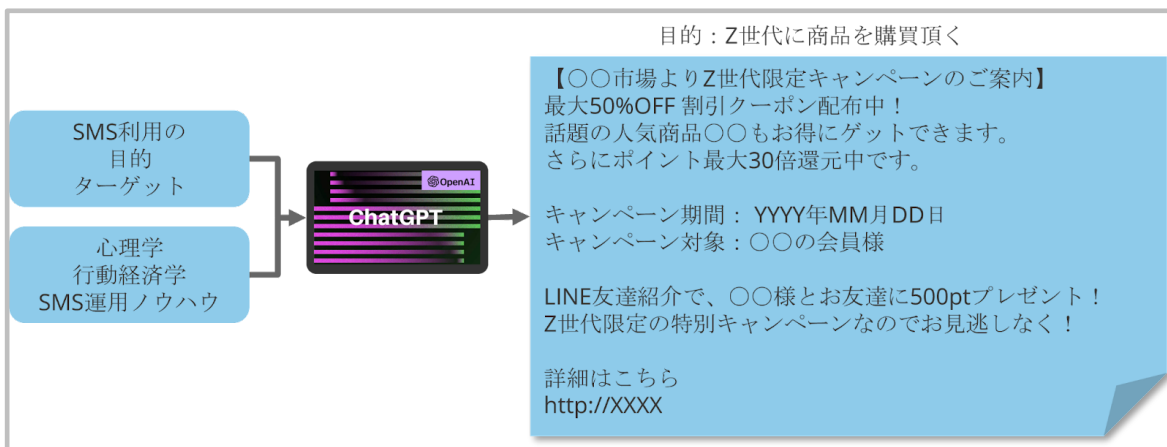 目的：Z世代に商品を購買頂く
SMS利用の
目的
ターゲット
心理学
行動経済学
SMS運用ノウハウ
OpenAI
ChatGPT
【〇〇市場よりZ世代限定キャンペーンのご案内】
最大50%OFF 割引クーポン配布中！
話題の人気商品〇〇もお得にゲットできます。
さらにポイント最大30倍還元中です。
キャンペーン期間： YYYY年MM月DD日
キャンペーン対象：〇〇の会員様
LINE友達紹介で、〇〇様とお友達に500ptプレゼント！
Z世代限定の特別キャンペーンなのでお見逃しなく！
詳細はこちら
http://XXXX